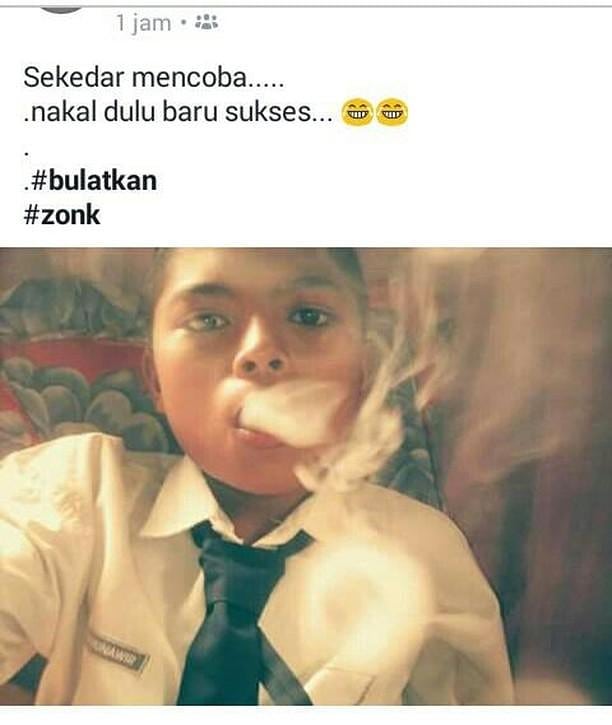 1 jam •
Sekedar mencoba.....
.nakal dulu baru sukses... 😁😁
.
.#bulatkan
#zonk